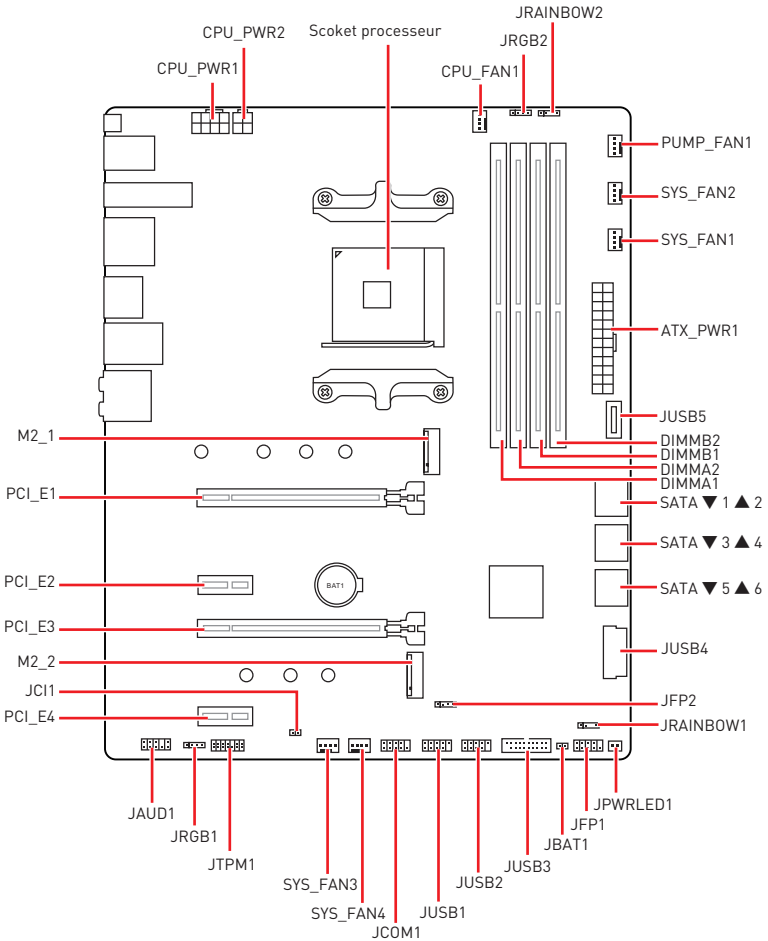 JRAINBOW2
CPU_PWR2
Scoket processeur
JRGB2
CPU_PWR1
CPU_FAN1
PUMP_FAN1
SYS_FAN2
SYS_FAN1
ATX_PWR1
JUSB5
M2_1
DIMMB2
DIMMB1
DIMMA2
DIMMA1
PCI_E1
SATA ▼ 1 ▲ 2
SATA ▼ 3 ▲ 4
PCI_E2
BAT1
SATA ▼ 5 ▲ 6
PCI_E3
JUSB4
M2_2
JCI1
JFP2
PCI_E4
JRAINBOW1
JAUD1
JPWRLED1
JRGB1
JFP1
JBAT1
JTPM1
JUSB3
SYS_FAN3
JUSB2
SYS_FAN4
JUSB1
JCOM1